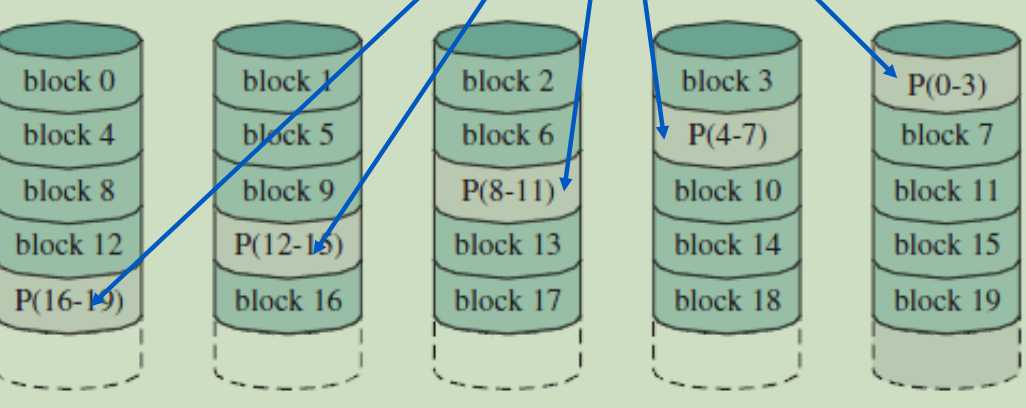 block 0 block 1 block 2 block 3 P(0-3)
block 4 block 5 block 6 P(4-7) block 7
block 8 block 9 P(8-11) block 10 block 11
block 12 P(12-15) block 13 block 14 block 15
P(16-19) block 16 block 17 block 18 block 19